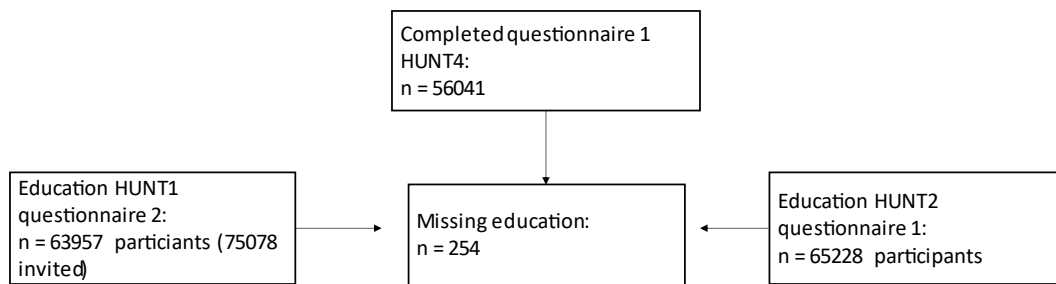 Completed questionnaire 1
HUNT4:
n = 56041
Education HUNT1
questionnaire 2:
n = 63957 particiants (75078
invited)
Missing education:
n = 254
Education HUNT2
questionnaire 1:
n = 65228 participants